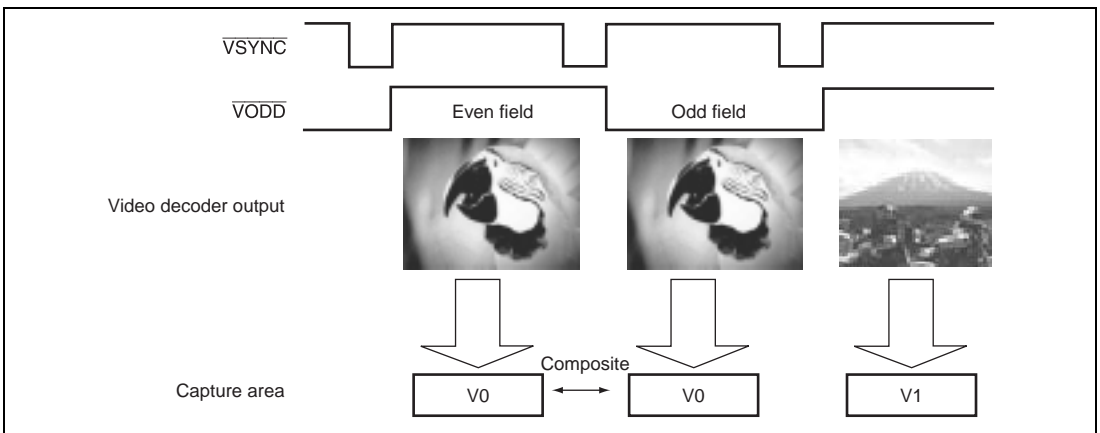 VSYNC
VODD
Even field
Odd field
Video decoder output
Composite
Capture area
V0
V0
V1